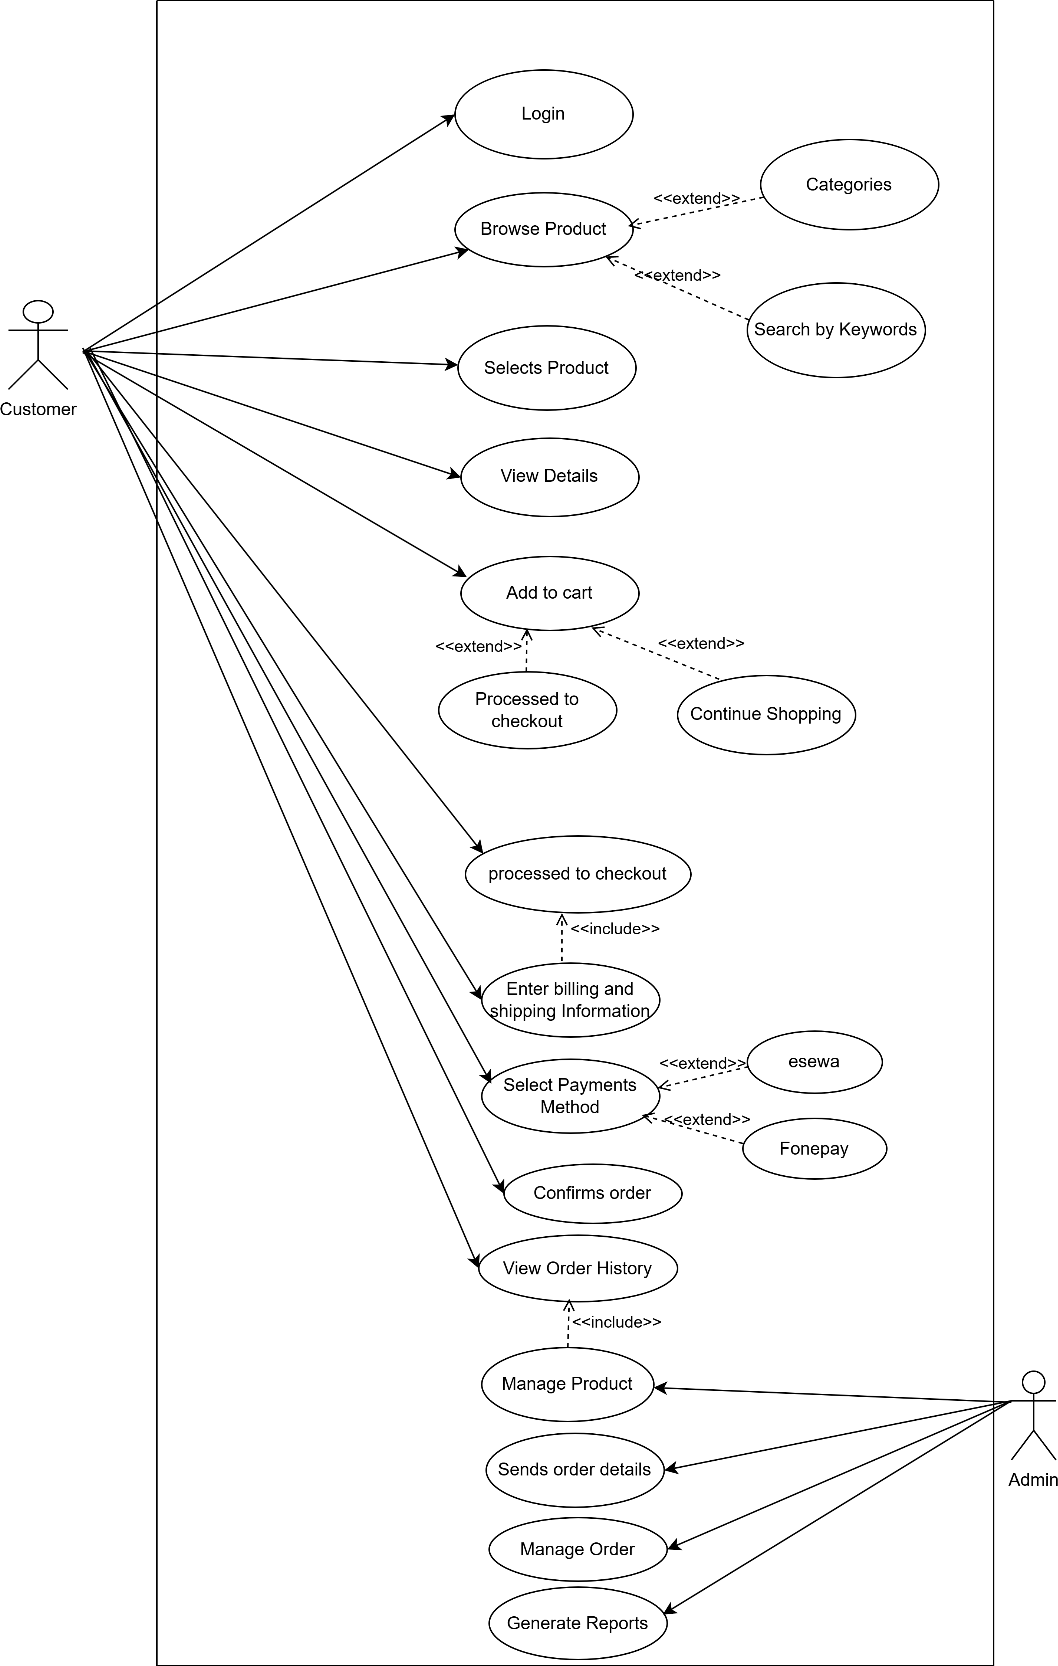 Login
Categories
<<extend>>
Browse Product
<<extend>>
Search by Keywords
Selects Product
Customer
View Details
Add to cart
<<extend>>
<<extend>>
Processed to
checkout
Continue Shopping
processed to checkout
<<include>>
Enter billing and
shipping Information
esewa
<<extend>>
Select Payments
Method
<<extend>>
Fonepay
Confirms order
View Order History
<<include>>
Manage Product
Sends order details
Admin
Manage Order
Generate Reports